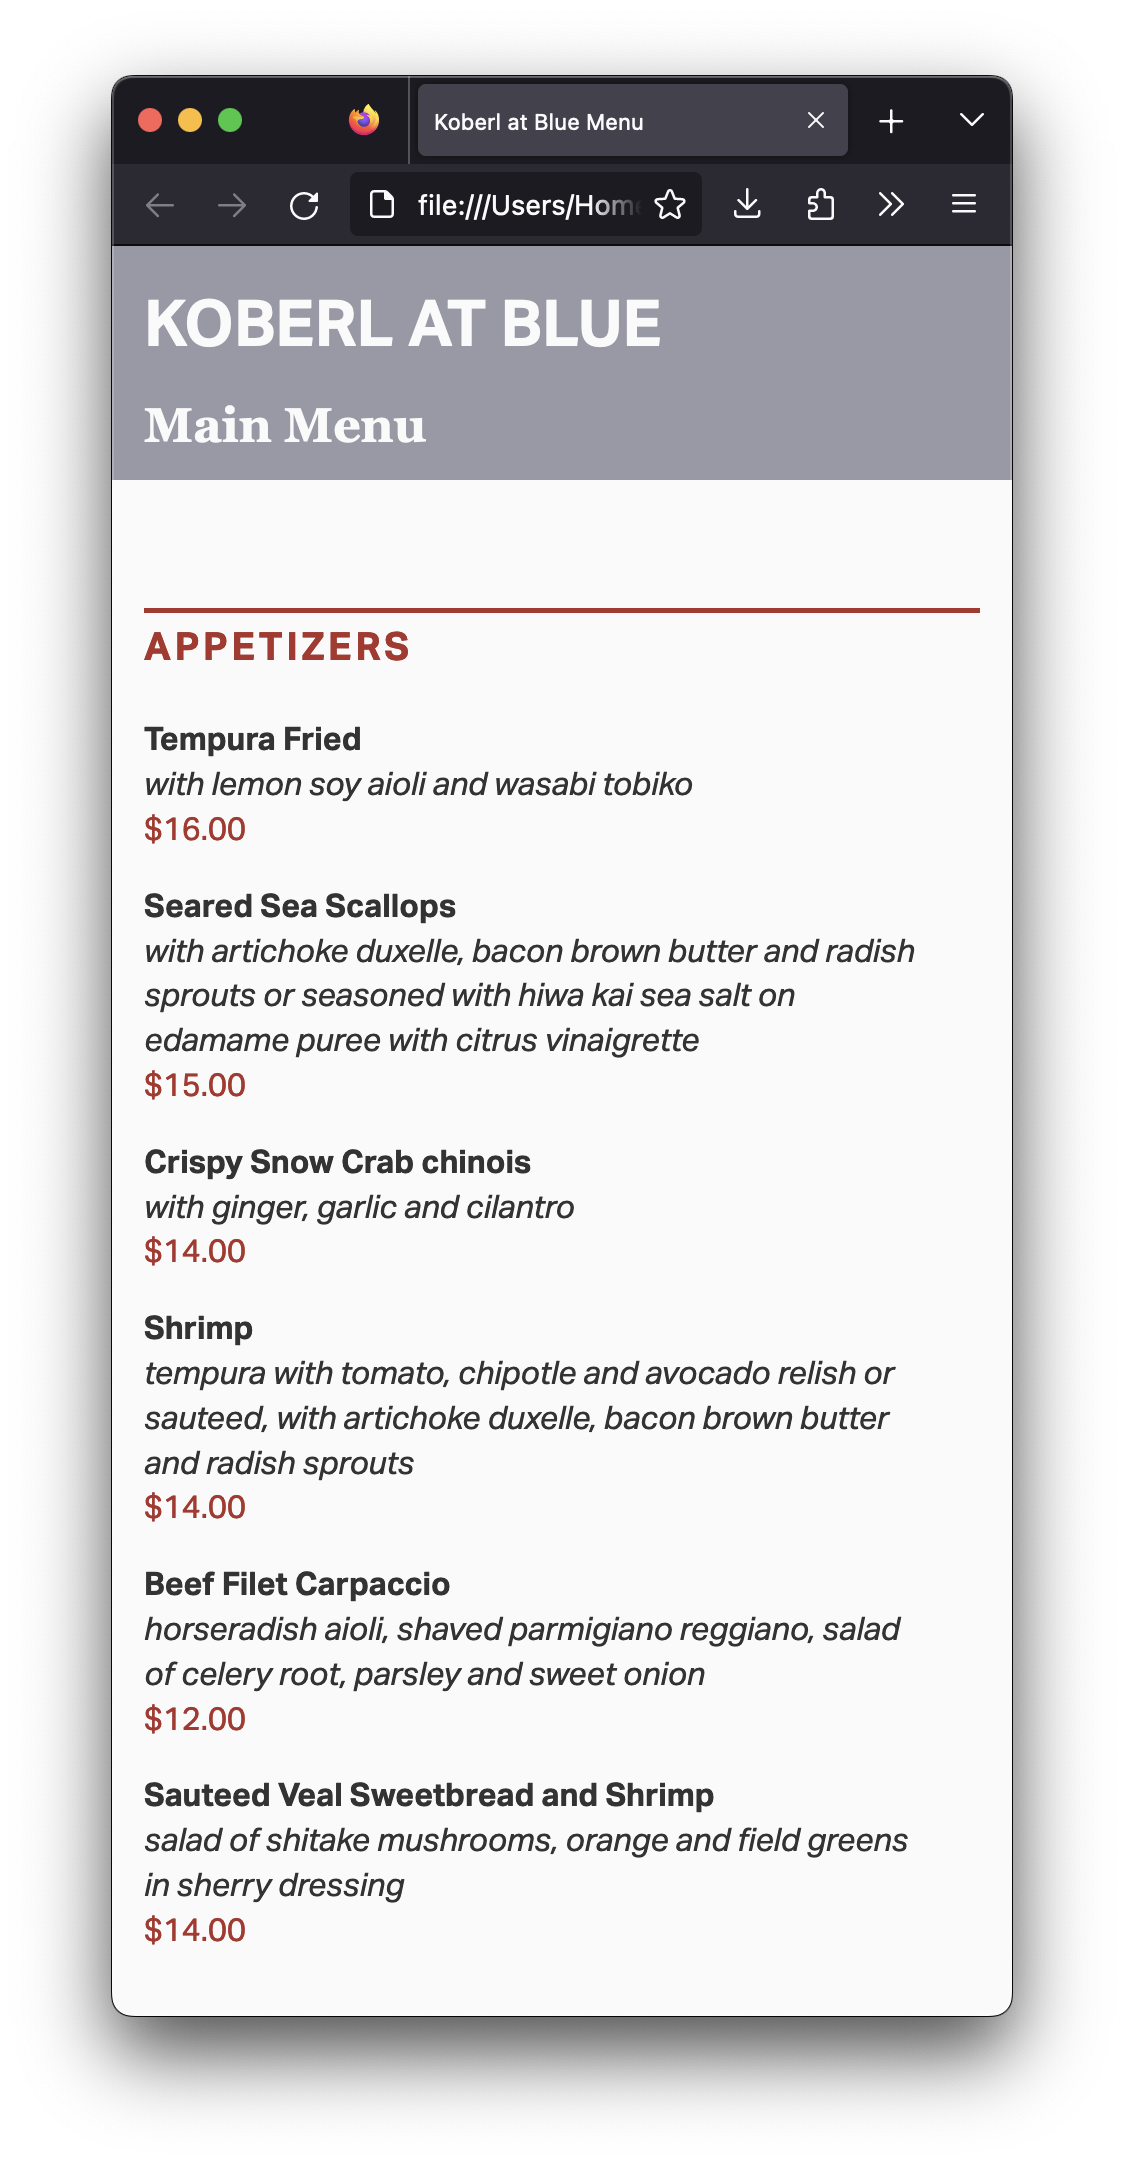 Koberl at Blue Menu
file:///Users/Hom
KOBERL AT BLUE
Main Menu
APPETIZERS
Tempura Fried
with lemon soy aioli and wasabi tobiko
$16.00
Seared Sea Scallops
with artichoke duxelle, bacon brown butter and radish
sprouts or seasoned with hiwa kai sea salt on
edamame puree with citrus vinaigrette
$15.00
Crispy Snow Crab chinois
with ginger, garlic and cilantro
$14.00
Shrimp
tempura with tomato, chipotle and avocado relish or
sauteed, with artichoke duxelle, bacon brown butter
and radish sprouts
$14.00
Beef Filet Carpaccio
horseradish aioli, shaved parmigiano reggiano, salad
of celery root, parsley and sweet onion
$12.00
Sauteed Veal Sweetbread and Shrimp
salad of shitake mushrooms, orange and field greens
in sherry dressing
$14.00